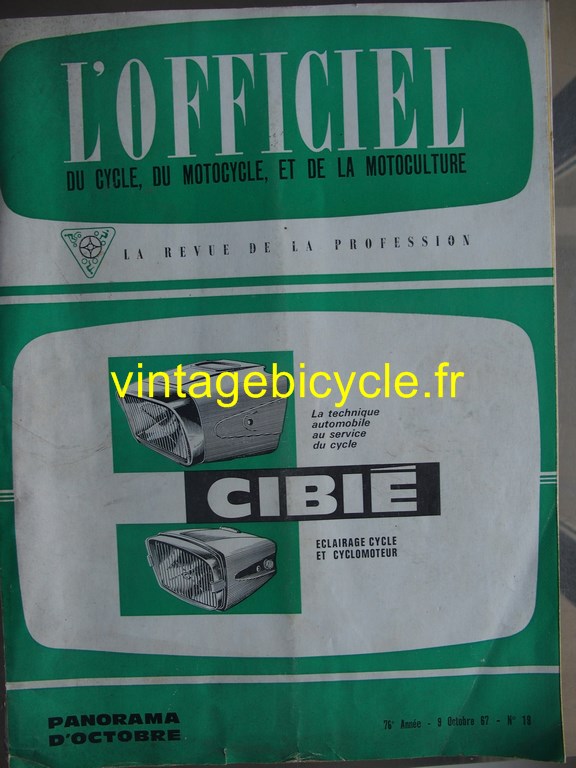 L'OFFICIEL
DU CYCLE, DU MOTOCYCLE, ET DE LA MOTOCULTURE
LA REVUE DE LA PROFESSION
vintagebicycle.fr
La technique
automobile
au service
du cycle
CIBIÉ
ECLAIRAGE CYCLE
ET CYCLOMOTEUR
PANORAMA
D'OCTOBRE
76e Année - 9 Octobre 67 - N°